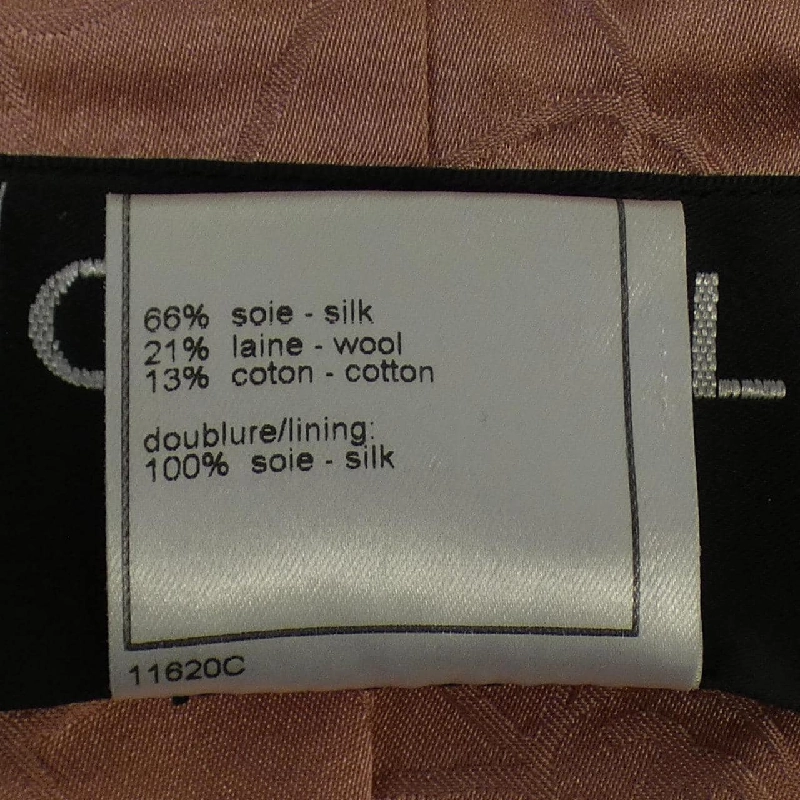 66% soie - silk
21% laine - wool
13% coton - cotton
doublure/lining:
100% soie - silk
11620C